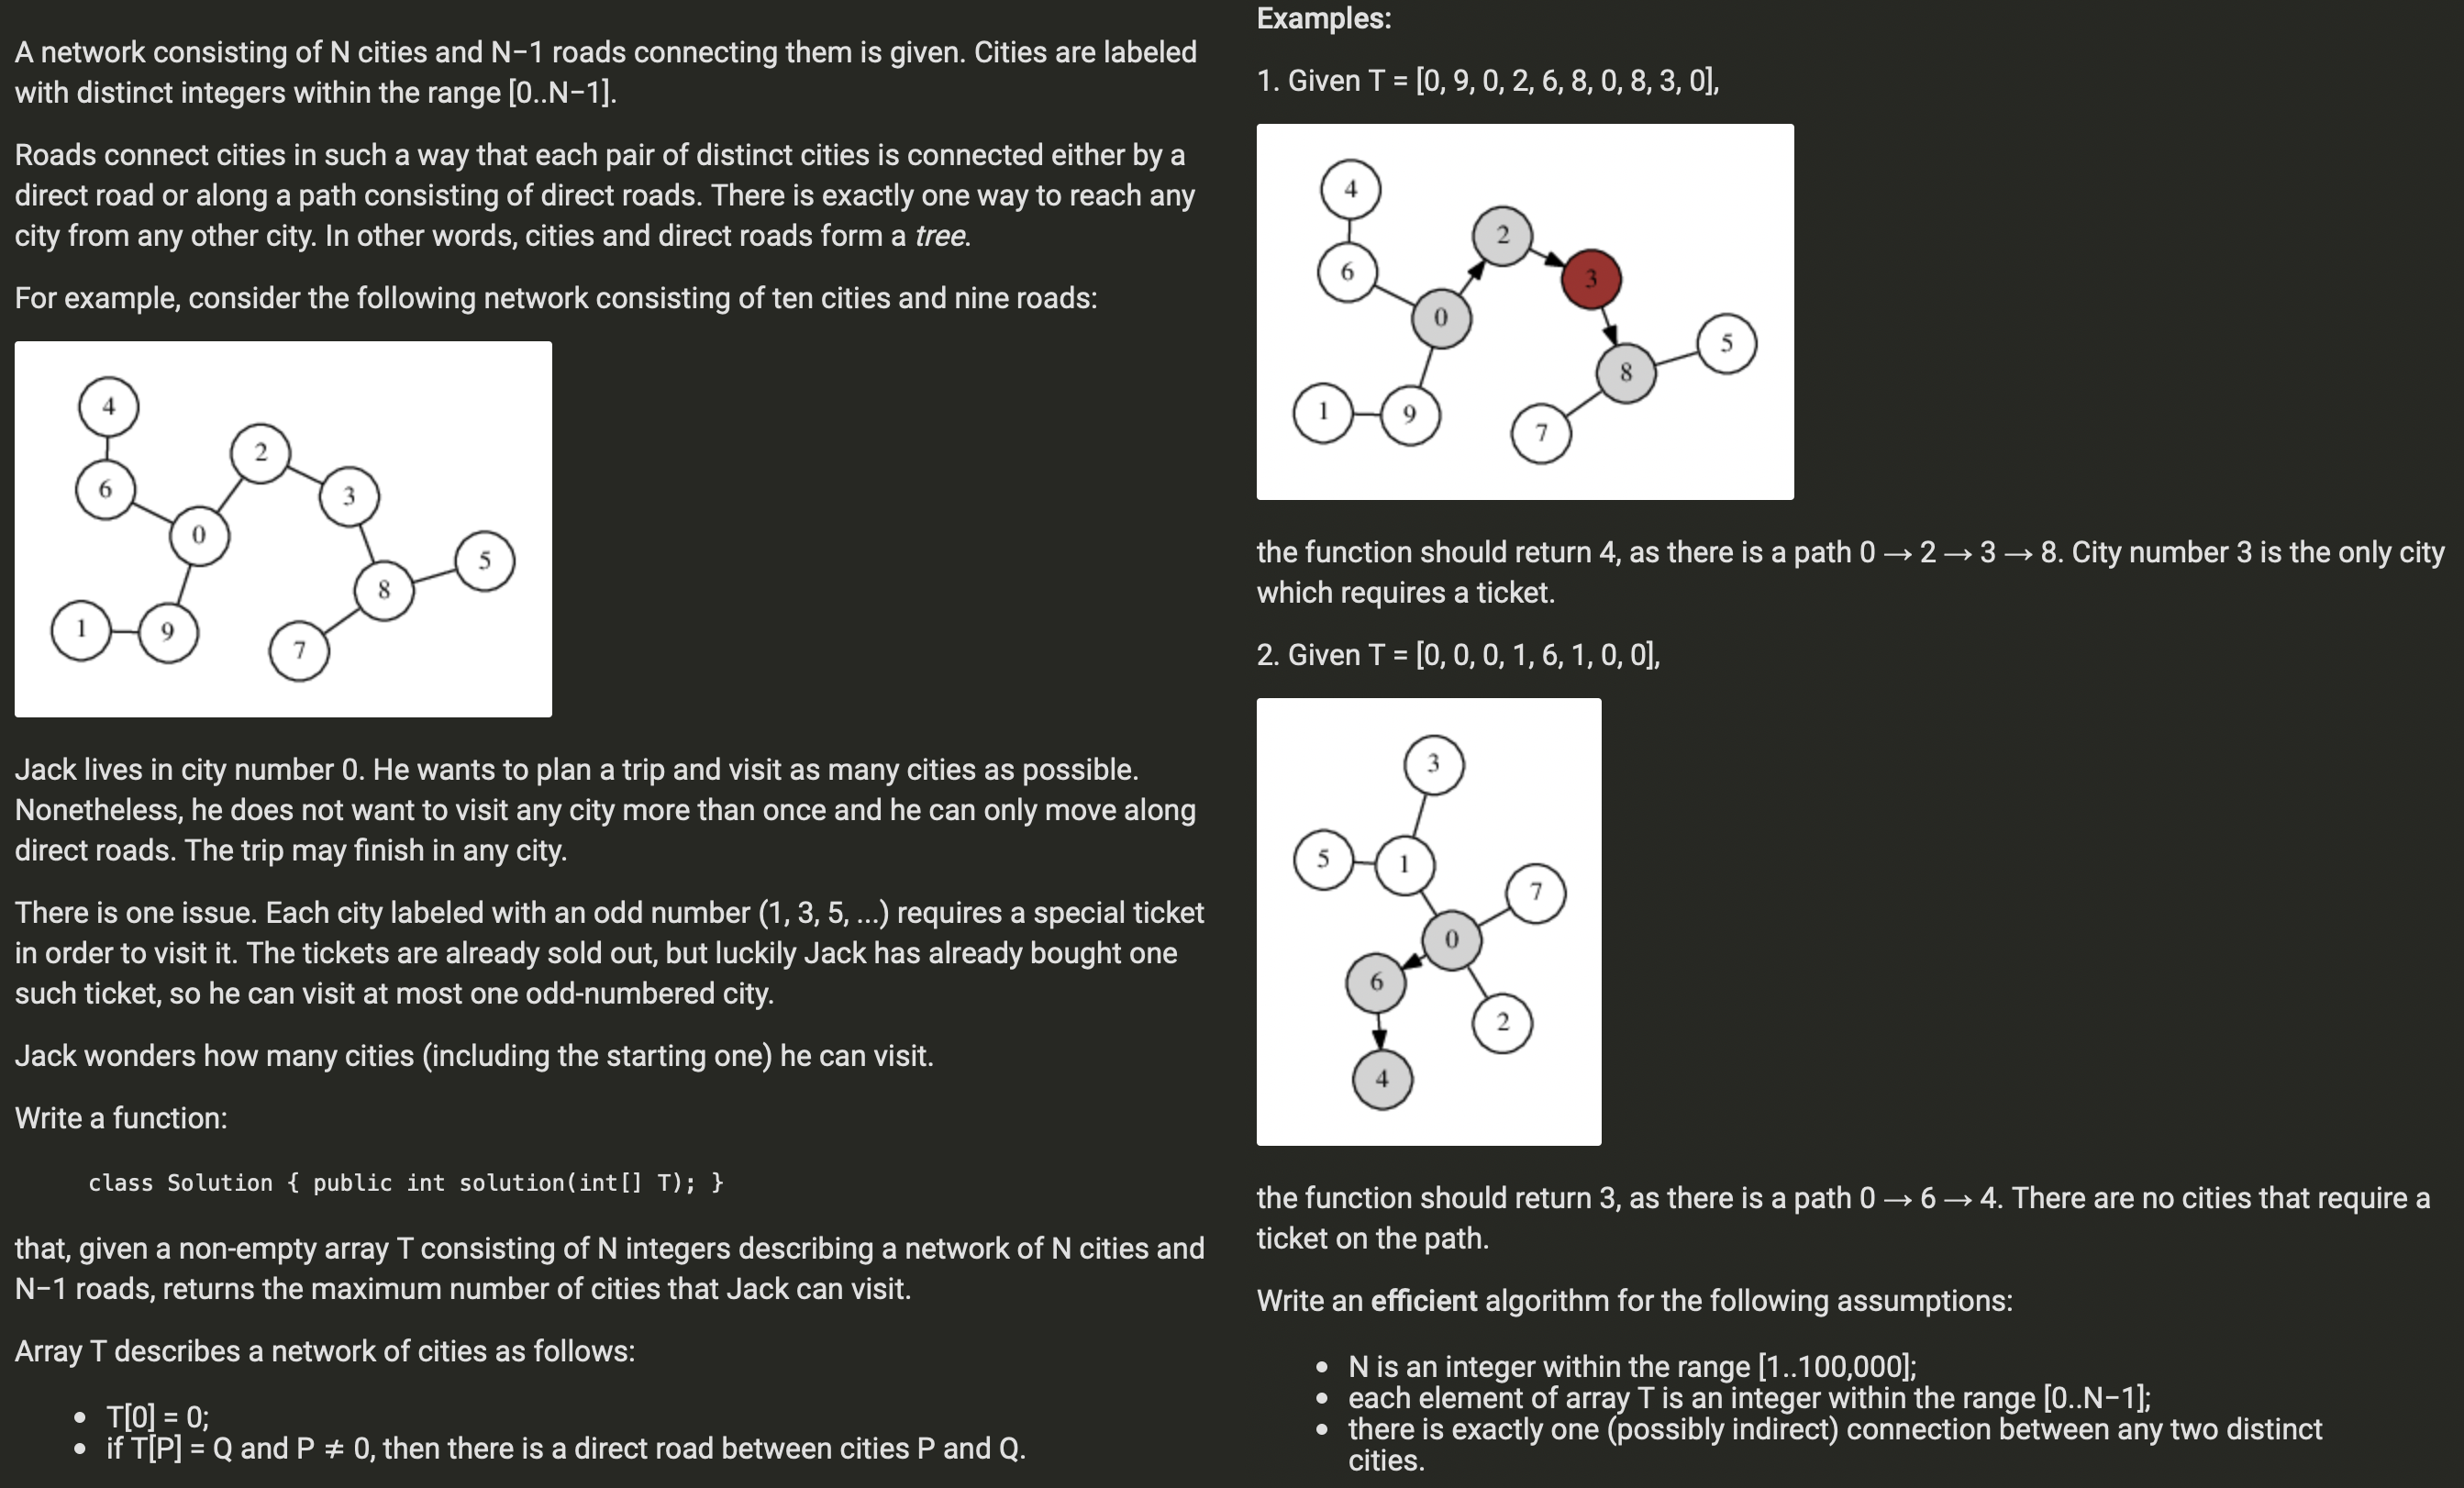 A network consisting of N cities and N−1 roads connecting them is given. Cities are labeled
with distinct integers within the range [0..N−1].
Roads connect cities in such a way that each pair of distinct cities is connected either by a
direct road or along a path consisting of direct roads. There is exactly one way to reach any
city from any other city. In other words, cities and direct roads form a tree.
For example, consider the following network consisting of ten cities and nine roads:
4
2
6
3
0
5
8
1
9
7
Jack lives in city number 0. He wants to plan a trip and visit as many cities as possible.
Nonetheless, he does not want to visit any city more than once and he can only move along
direct roads. The trip may finish in any city.
There is one issue. Each city labeled with an odd number (1, 3, 5, ...) requires a special ticket
in order to visit it. The tickets are already sold out, but luckily Jack has already bought one
such ticket, so he can visit at most one odd-numbered city.
Jack wonders how many cities (including the starting one) he can visit.
Write a function:
class Solution { public int solution(int[] T); }
that, given a non-empty array T consisting of N integers describing a network of N cities and
N−1 roads, returns the maximum number of cities that Jack can visit.
Array T describes a network of cities as follows:
• T[0] = 0;
• if T[P] = Q and P ≠ 0, then there is a direct road between cities P and Q.
Examples:
1. Given T = [0, 9, 0, 2, 6, 8, 0, 8, 3, 0],
4
2
6
3
0
5
8
1
9
7
the function should return 4, as there is a path 0 → 2 → 3 → 8. City number 3 is the only city
which requires a ticket.
2. Given T = [0, 0, 0, 1, 6, 1, 0, 0],
3
5
1
7
0
6
2
4
the function should return 3, as there is a path 0 → 6 → 4. There are no cities that require a
ticket on the path.
Write an efficient algorithm for the following assumptions:
• N is an integer within the range [1..100,000];
• each element of array T is an integer within the range [0..N−1];
• there is exactly one (possibly indirect) connection between any two distinct
cities.